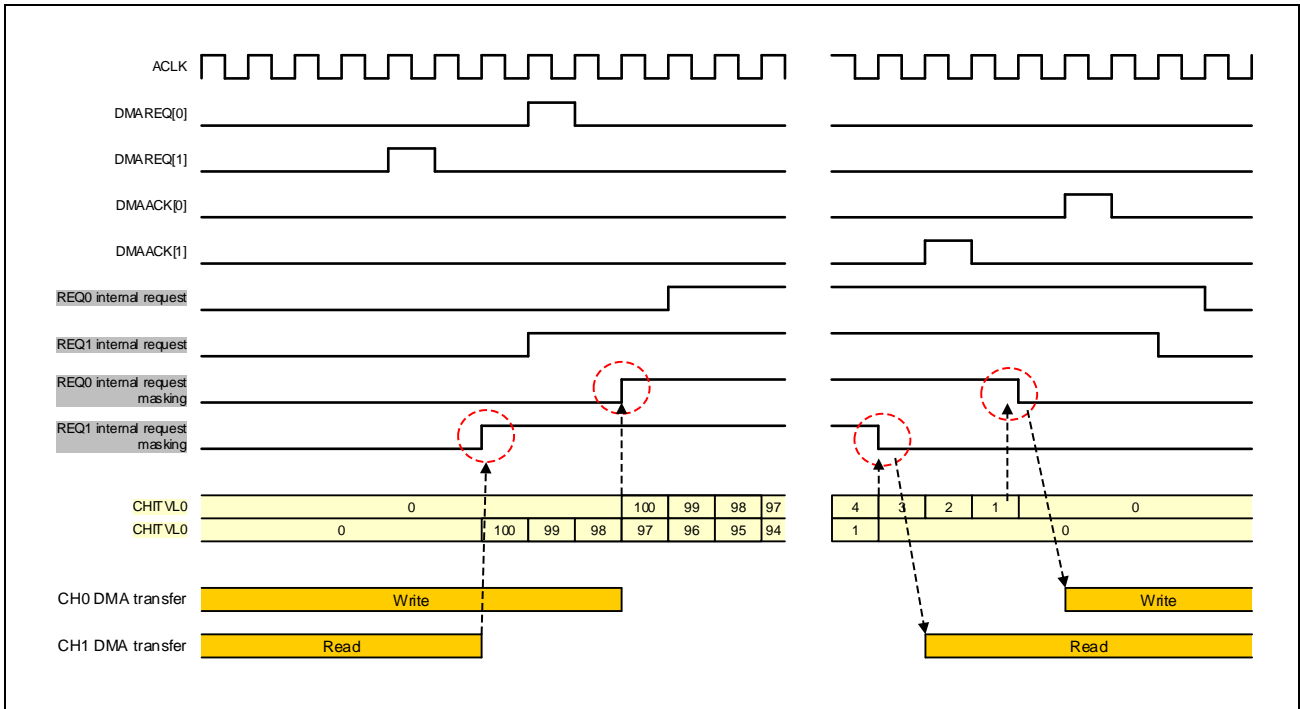 ACLK
DMAREQ[0]
DMAREQ[1]
DMAACK[0]
DMAACK[1]
REQ0 internal request
REQ1 internal request
REQ0 internal request
masking
REQ1 internal request
masking
CHITVL0 0 100 99 98 97 4 3 2 1 0
CHITVL0 0 100 99 98 97 96 95 94 1 0
CH0 DMA transfer Write Write
CH1 DMA transfer Read Read